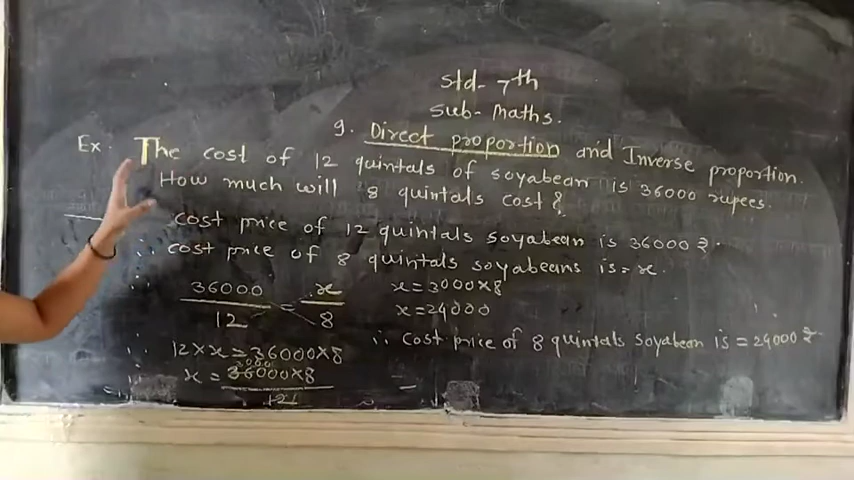 Std- 7th
Sub- Maths.
9. Direct proportion and Inverse proportion.
Ex. The cost of 12 quintals of soyabean is 36000 rupees.
How much will 8 quintals cost?
cost price of 12 quintals soyabean is 36000 ₹.
∴ cost price of 8 quintals soyabeans is = x.
∴ 36000/12 = x/8
∴ 12 × x = 36000 × 8
x = 36000 × 8 / 12
3000
x = 3000 × 8
x = 24000
∴ cost price of 8 quintals soyabean is = 24000 ₹.